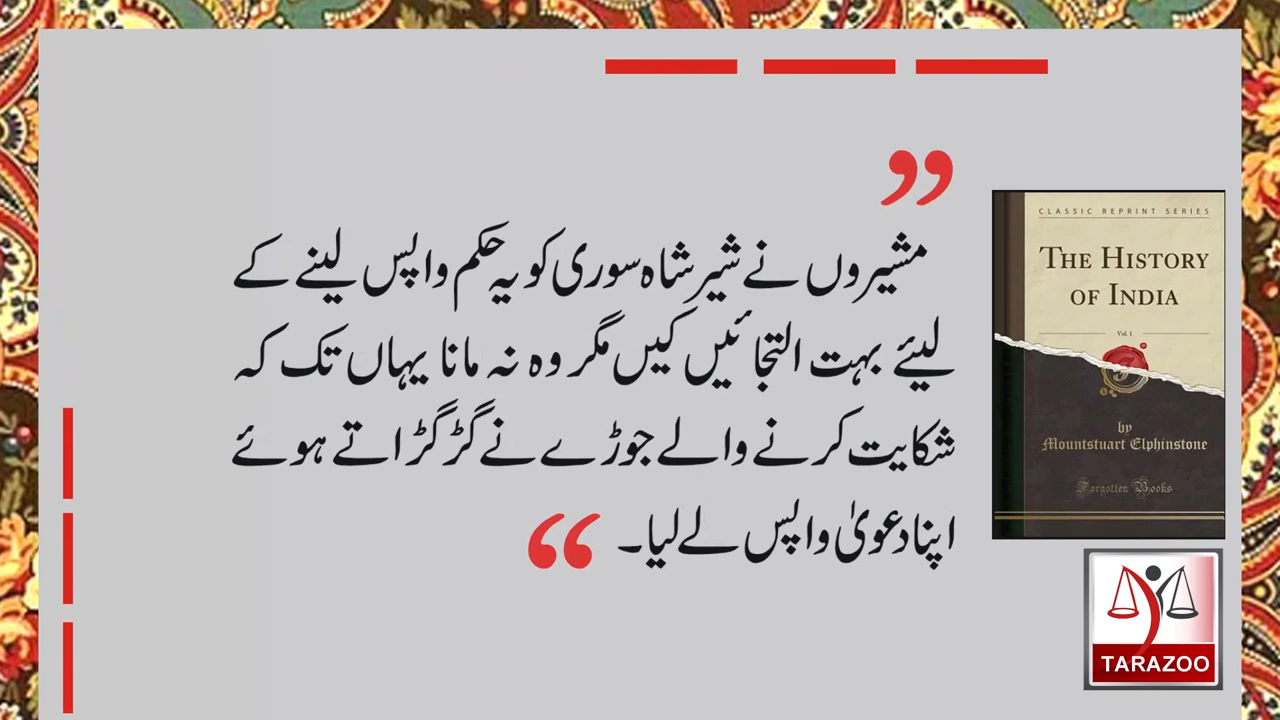 ”
مشیروں نے شیر شاہ سوری کو یہ حکم واپس لینے کے
لیئے بہت التجائیں کیں مگر وہ نہ مانا یہاں تک کہ
شکایت کرنے والے جوڑے نے گڑگڑاتے ہوئے
اپنا دعویٰ واپس لے لیا۔ “
CLASSIC REPRINT SERIES
THE HISTORY
OF INDIA
Vol. 1
by
Mountstuart Elphinstone
Forgotten Books
TARAZOO